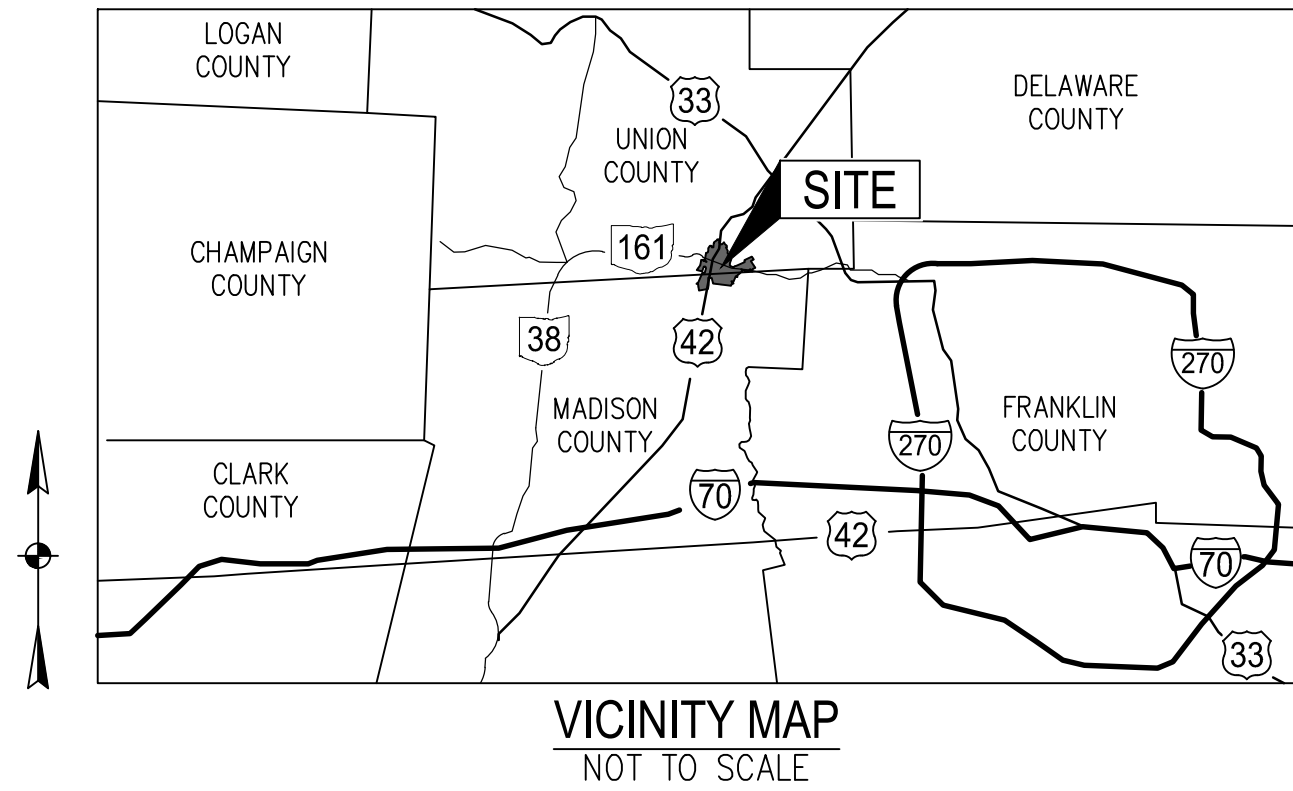 LOGAN
COUNTY
33
DELAWARE
COUNTY
UNION
COUNTY
SITE
CHAMPAIGN
COUNTY
161
38
42
270
MADISON
COUNTY
FRANKLIN
COUNTY
270
CLARK
COUNTY
70
42
70
33
VICINITY MAP
NOT TO SCALE